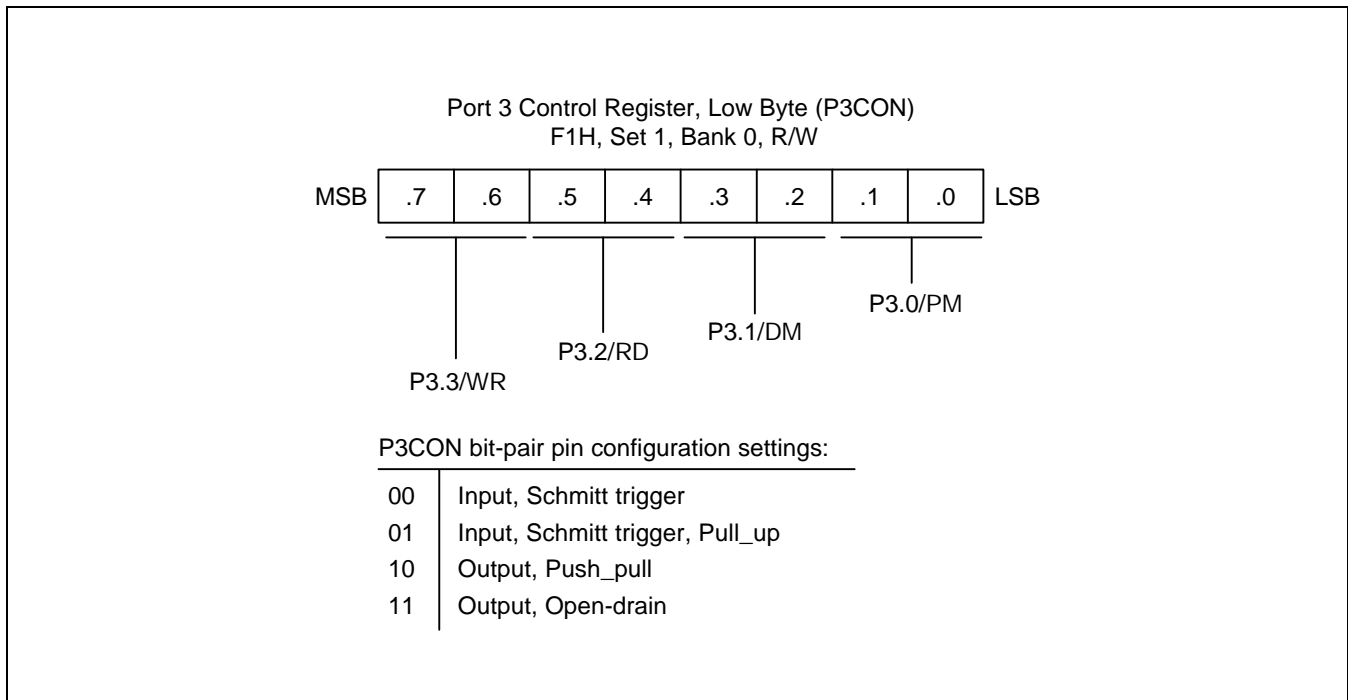 Port 3 Control Register, Low Byte (P3CON)
F1H, Set 1, Bank 0, R/W
MSB .7 .6 .5 .4 .3 .2 .1 .0 LSB
P3.0/PM
P3.1/DM
P3.2/RD
P3.3/WR
P3CON bit-pair pin configuration settings:
00 Input, Schmitt trigger
01 Input, Schmitt trigger, Pull_up
10 Output, Push_pull
11 Output, Open-drain